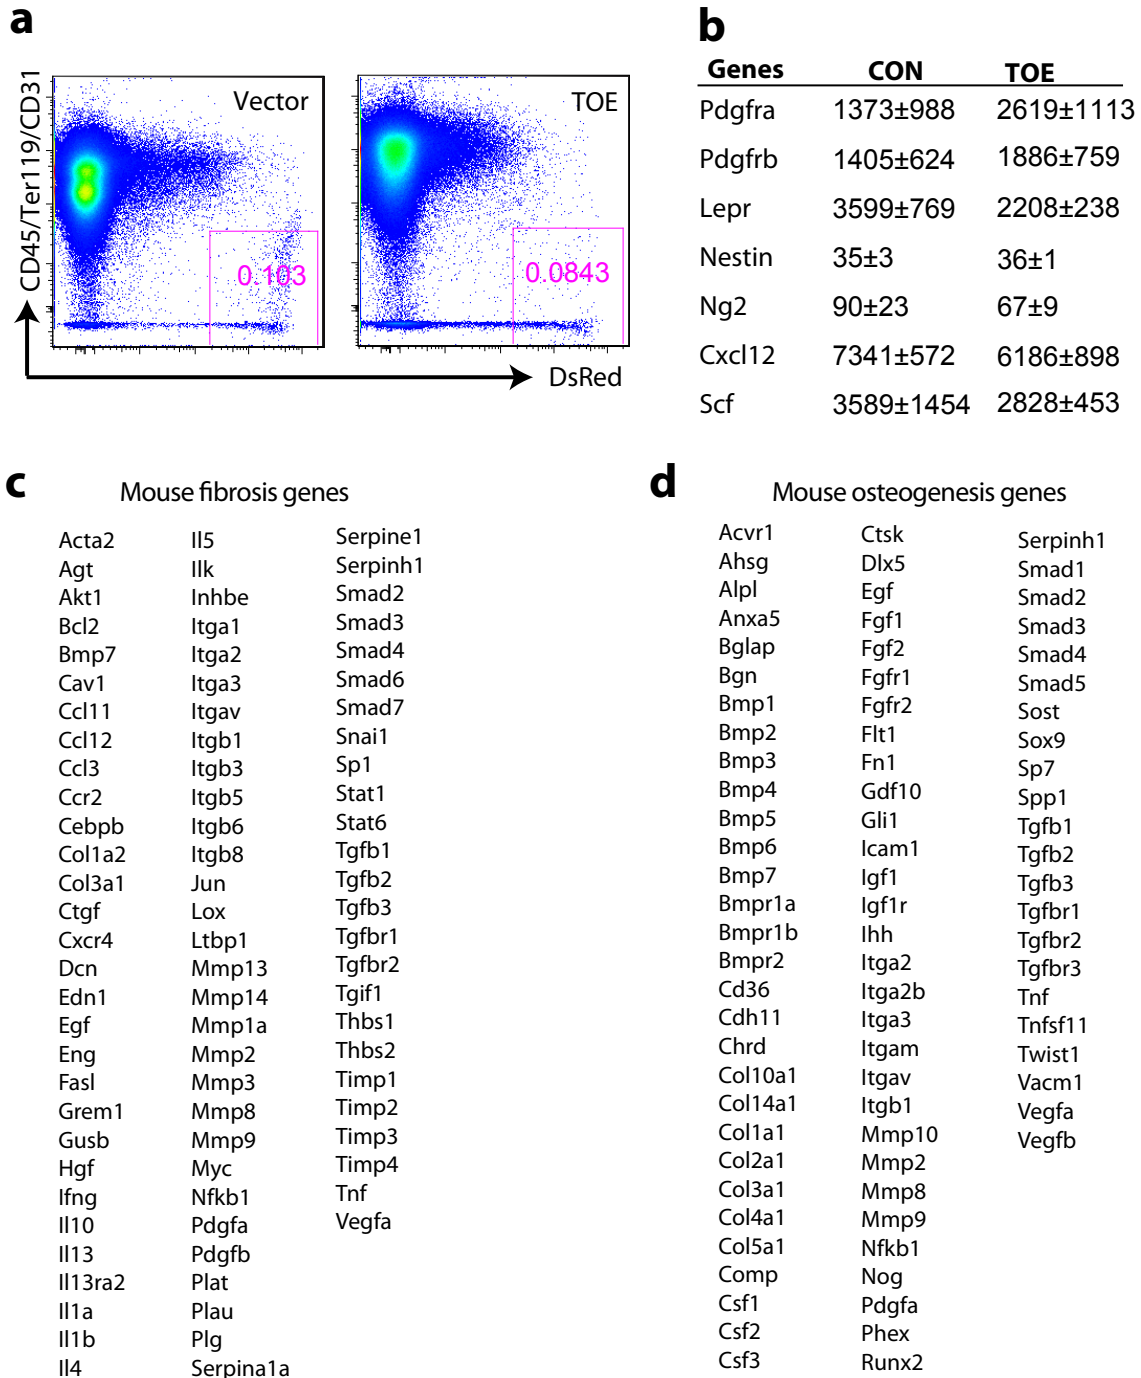 a
CD45/Ter119/CD31
Vector
0.103
TOE
0.0843
DsRed
b
Genes CON TOE
Pdgfra 1373±988 2619±1113
Pdgfrb 1405±624 1886±759
Lepr 3599±769 2208±238
Nestin 35±3 36±1
Ng2 90±23 67±9
Cxcl12 7341±572 6186±898
Scf 3589±1454 2828±453
c
Mouse fibrosis genes
Acta2
Agt
Akt1
Bcl2
Bmp7
Cav1
Ccl11
Ccl12
Ccl3
Ccr2
Cebpb
Col1a2
Col3a1
Ctgf
Cxcr4
Dcn
Edn1
Egf
Eng
Fasl
Grem1
Gusb
Hgf
Ifng
Il10
Il13
Il13ra2
Il1a
Il1b
Il4
Il5
Ilk
Inhbe
Itga1
Itga2
Itga3
Itgav
Itgb1
Itgb3
Itgb5
Itgb6
Itgb8
Jun
Lox
Ltbp1
Mmp13
Mmp14
Mmp1a
Mmp2
Mmp3
Mmp8
Mmp9
Myc
Nfkb1
Pdgfa
Pdgfb
Plat
Plau
Plg
Serpina1a
Serpine1
Serpinh1
Smad2
Smad3
Smad4
Smad6
Smad7
Snai1
Sp1
Stat1
Stat6
Tgfb1
Tgfb2
Tgfb3
Tgfbr1
Tgfbr2
Tgif1
Thbs1
Thbs2
Timp1
Timp2
Timp3
Timp4
Tnf
Vegfa
d
Mouse osteogenesis genes
Acvr1
Ahsg
Alpl
Anxa5
Bglap
Bgn
Bmp1
Bmp2
Bmp3
Bmp4
Bmp5
Bmp6
Bmp7
Bmpr1a
Bmpr1b
Bmpr2
Cd36
Cdh11
Chrd
Col10a1
Col14a1
Col1a1
Col2a1
Col3a1
Col4a1
Col5a1
Comp
Csf1
Csf2
Csf3
Ctsk
Dlx5
Egf
Fgf1
Fgf2
Fgfr1
Fgfr2
Flt1
Fn1
Gdf10
Gli1
Icam1
Igf1
Igf1r
Ihh
Itga2
Itga2b
Itga3
Itgam
Itgav
Itgb1
Mmp10
Mmp2
Mmp8
Mmp9
Nfkb1
Nog
Pdgfa
Phex
Runx2
Serpinh1
Smad1
Smad2
Smad3
Smad4
Smad5
Sost
Sox9
Sp7
Spp1
Tgfb1
Tgfb2
Tgfb3
Tgfbr1
Tgfbr2
Tgfbr3
Tnf
Tnfsf11
Twist1
Vacm1
Vegfa
Vegfb